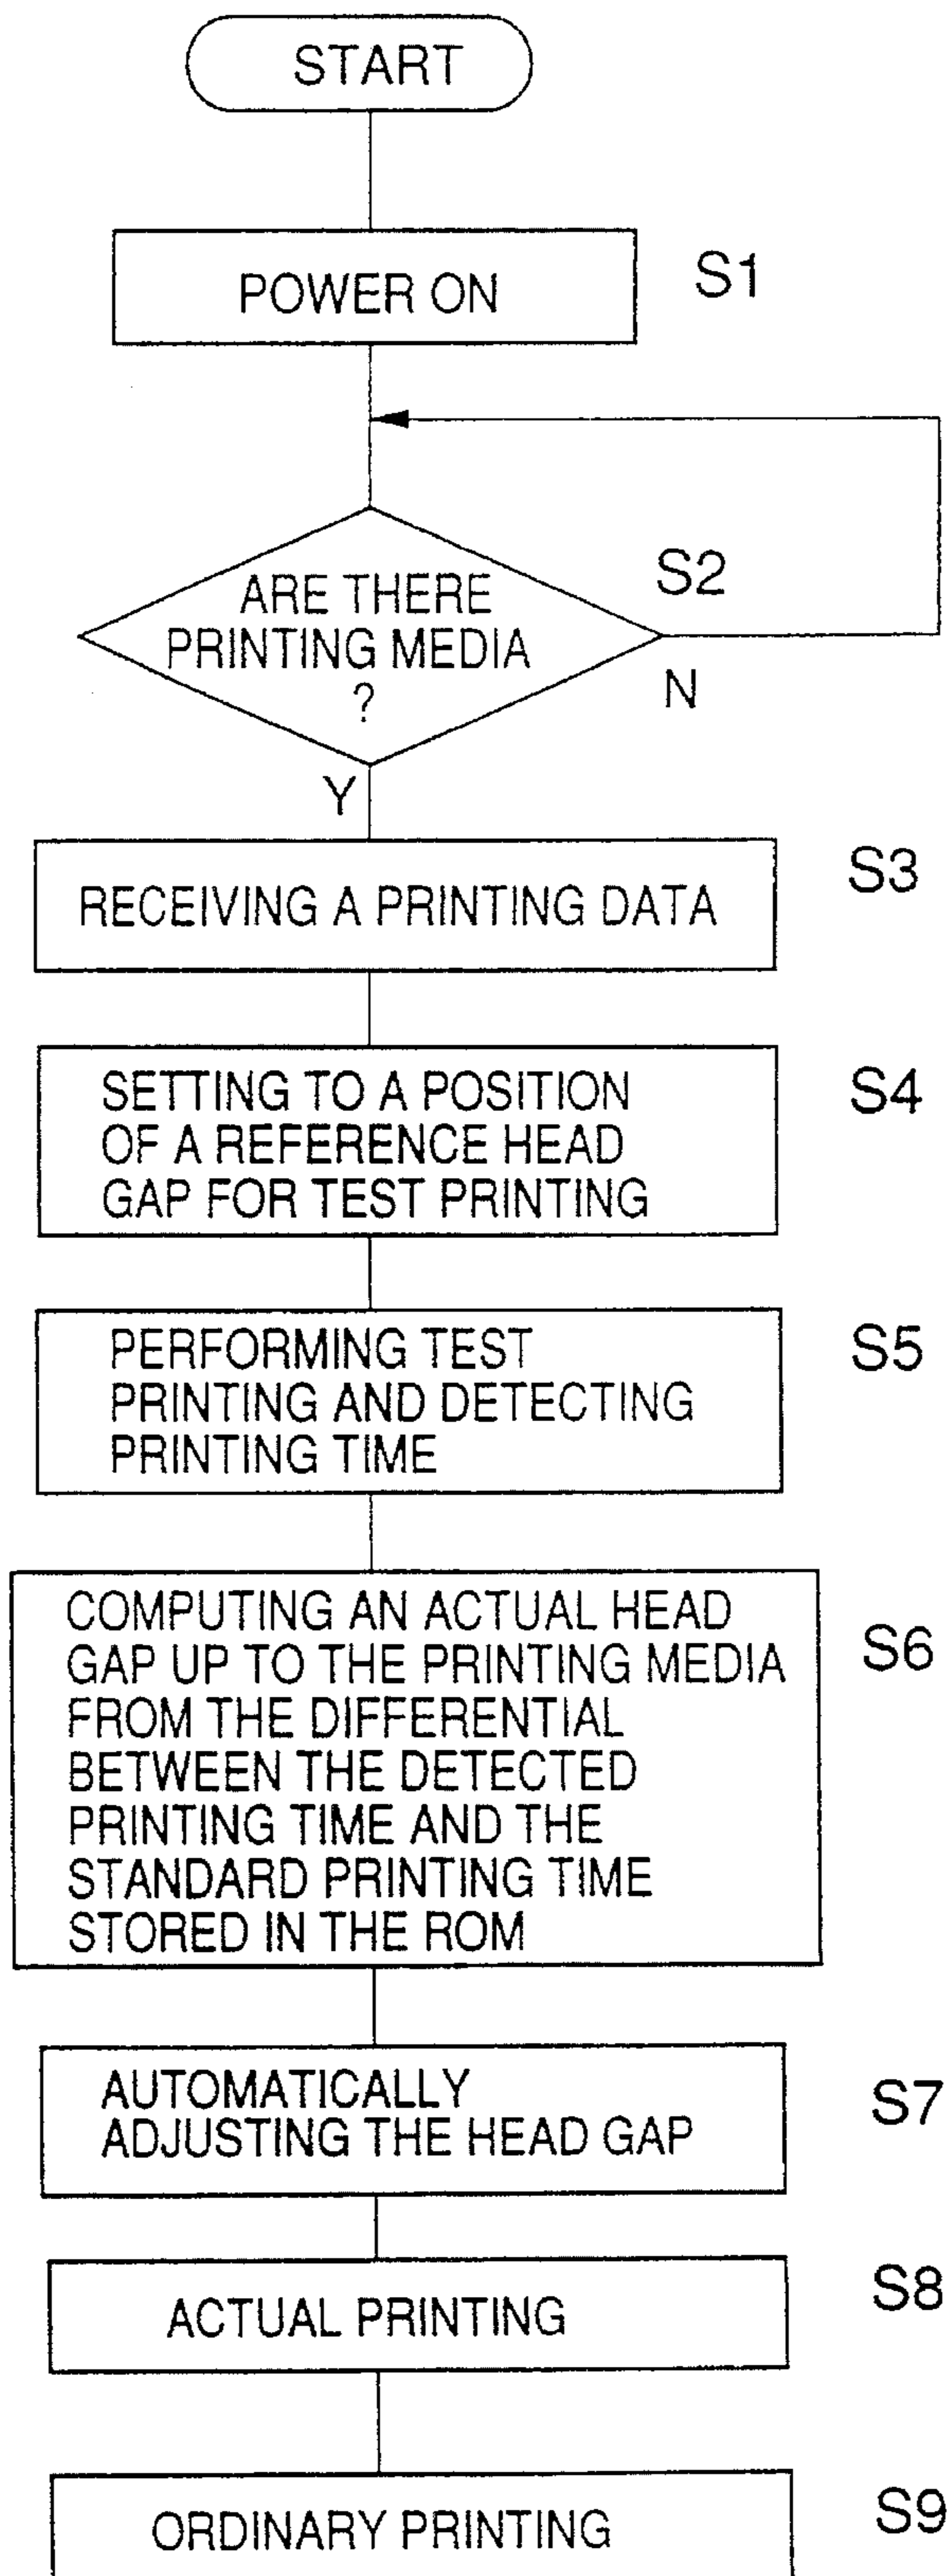 START
POWER ON
S1
ARE THERE
PRINTING MEDIA
?
S2
N
Y
RECEIVING A PRINTING DATA
S3
SETTING TO A POSITION
OF A REFERENCE HEAD
GAP FOR TEST PRINTING
S4
PERFORMING TEST
PRINTING AND DETECTING
PRINTING TIME
S5
COMPUTING AN ACTUAL HEAD
GAP UP TO THE PRINTING MEDIA
FROM THE DIFFERENTIAL
BETWEEN THE DETECTED
PRINTING TIME AND THE
STANDARD PRINTING TIME
STORED IN THE ROM
S6
AUTOMATICALLY
ADJUSTING THE HEAD GAP
S7
ACTUAL PRINTING
S8
ORDINARY PRINTING
S9